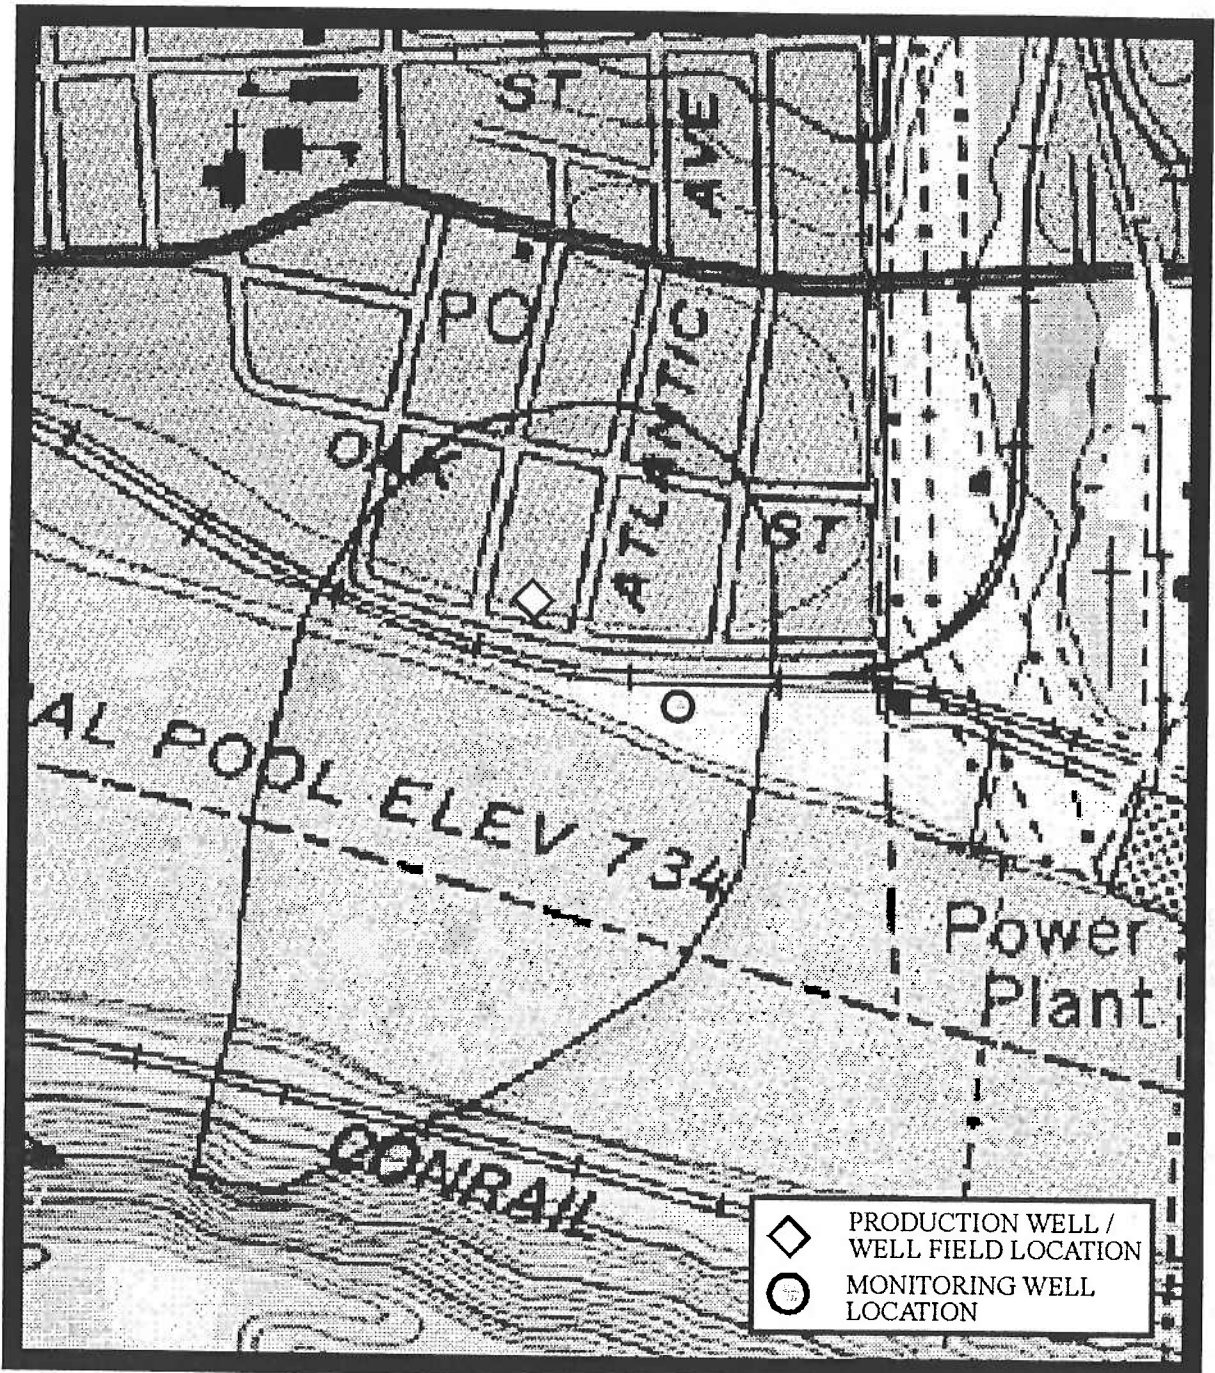 ST
AVE
PO
ATLANTIC
OAK
ST
AL POOL ELEV 734
Power
Plant
CONRAIL
PRODUCTION WELL /
WELL FIELD LOCATION
MONITORING WELL
LOCATION